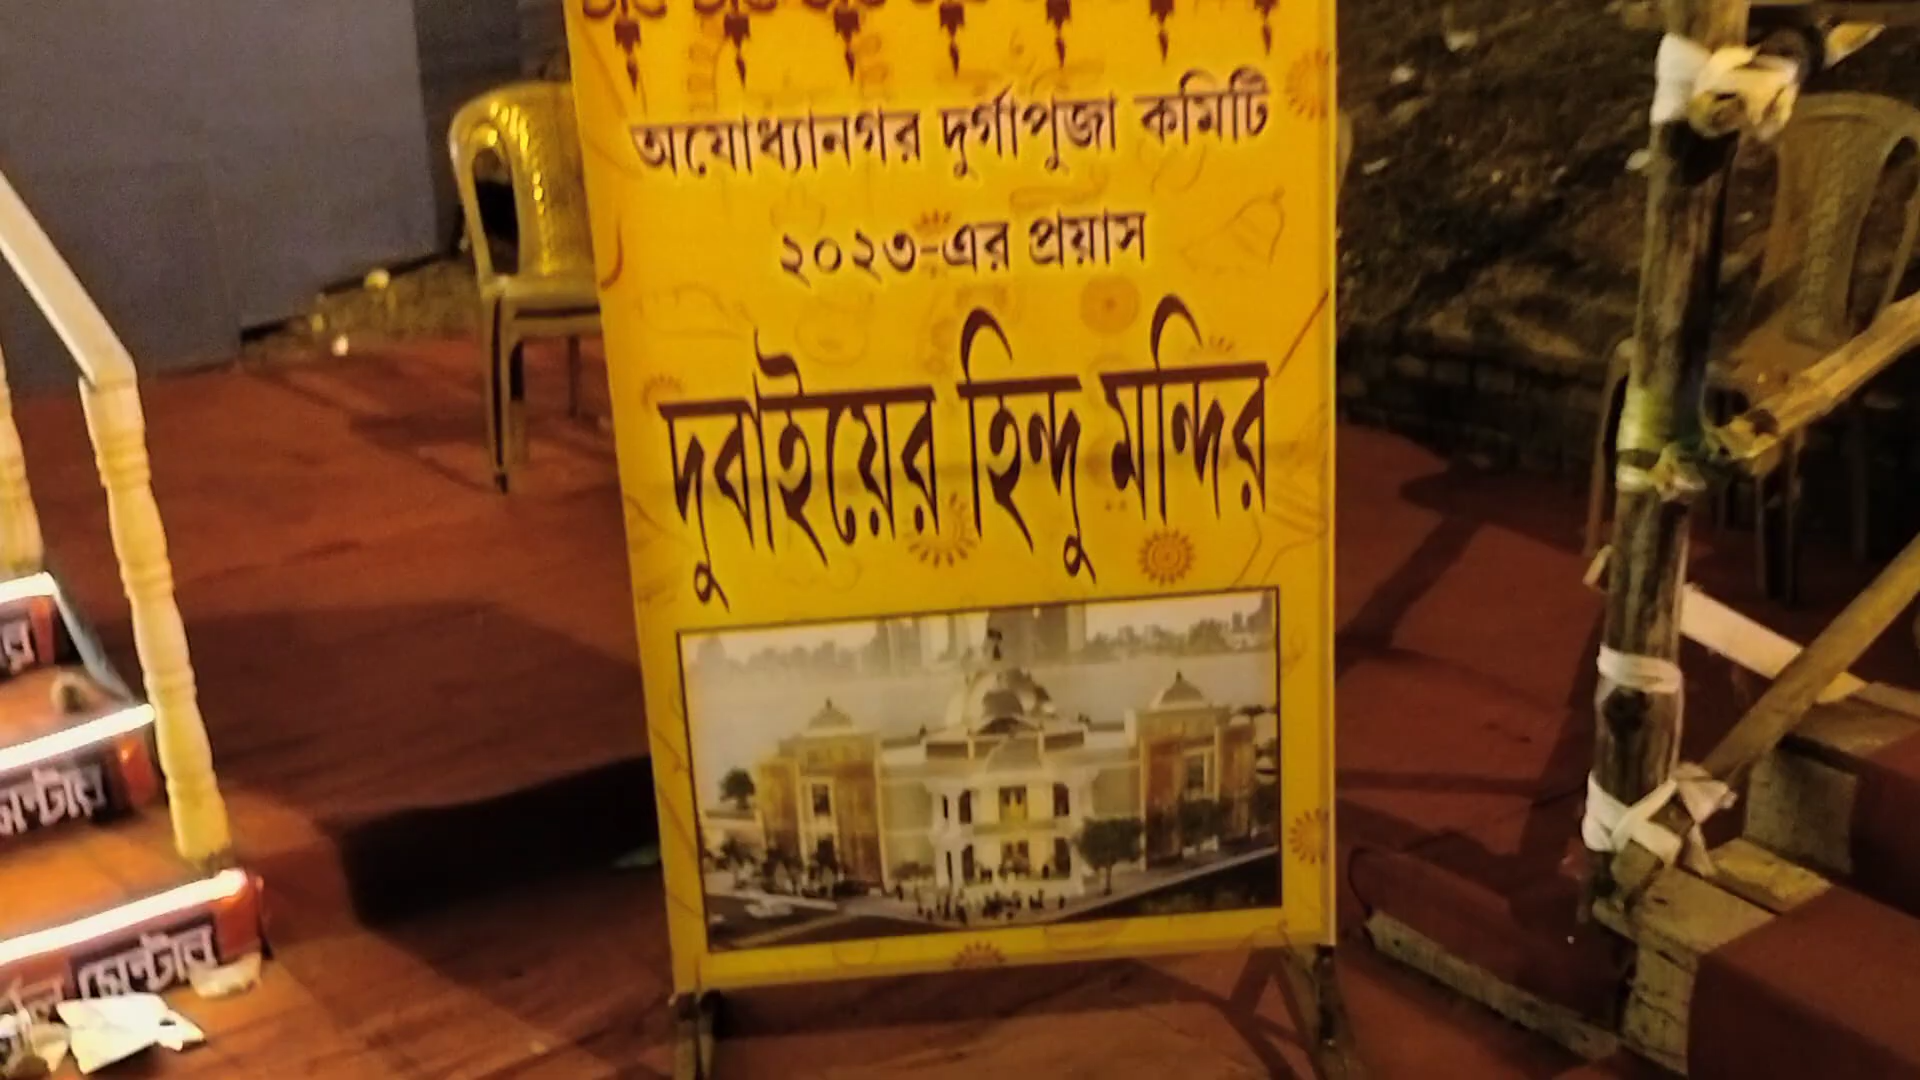 অযোধ্যানগর দুর্গাপুজা কমিটি
২০২৩-এর প্রয়াস
দুবাইয়ের হিন্দু মন্দির
সেন্টার